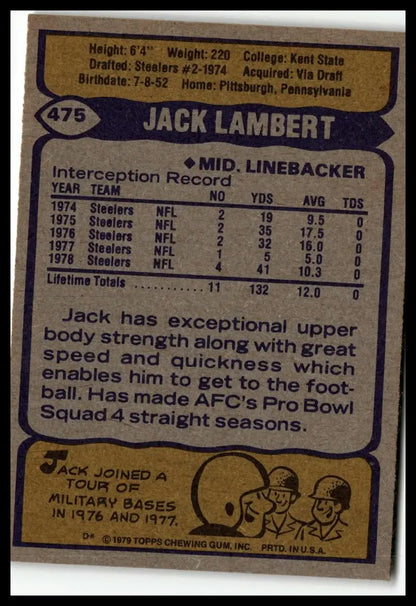 Height: 6'4" Weight: 220 College: Kent State
Drafted: Steelers #2-1974 Acquired: Via Draft
Birthdate: 7-8-52 Home: Pittsburgh, Pennsylvania
475 JACK LAMBERT
◆MID. LINEBACKER
Interception Record
YEAR TEAM NO YDS AVG TDS
1974 Steelers NFL 2 19 9.5 0
1975 Steelers NFL 2 35 17.5 0
1976 Steelers NFL 2 32 16.0 0
1977 Steelers NFL 1 5 5.0 0
1978 Steelers NFL 4 41 10.3 0
Lifetime Totals 11 132 12.0 0
Jack has exceptional upper
body strength along with great
speed and quickness which
enables him to get to the foot-
ball. Has made AFC's Pro Bowl
Squad 4 straight seasons.
JACK JOINED A
TOUR OF
MILITARY BASES
IN 1976 AND 1977.
D* © 1979 TOPPS CHEWING GUM, INC. PRTD. IN U.S.A.